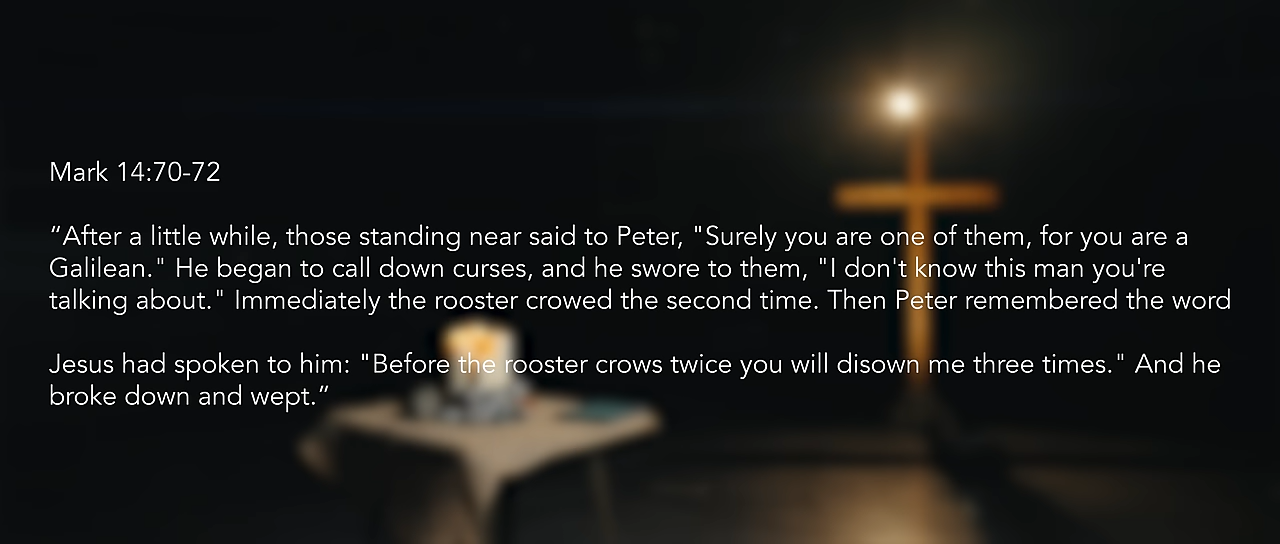 Mark 14:70-72
“After a little while, those standing near said to Peter, "Surely you are one of them, for you are a
Galilean." He began to call down curses, and he swore to them, "I don't know this man you're
talking about." Immediately the rooster crowed the second time. Then Peter remembered the word
Jesus had spoken to him: "Before the rooster crows twice you will disown me three times." And he
broke down and wept.”